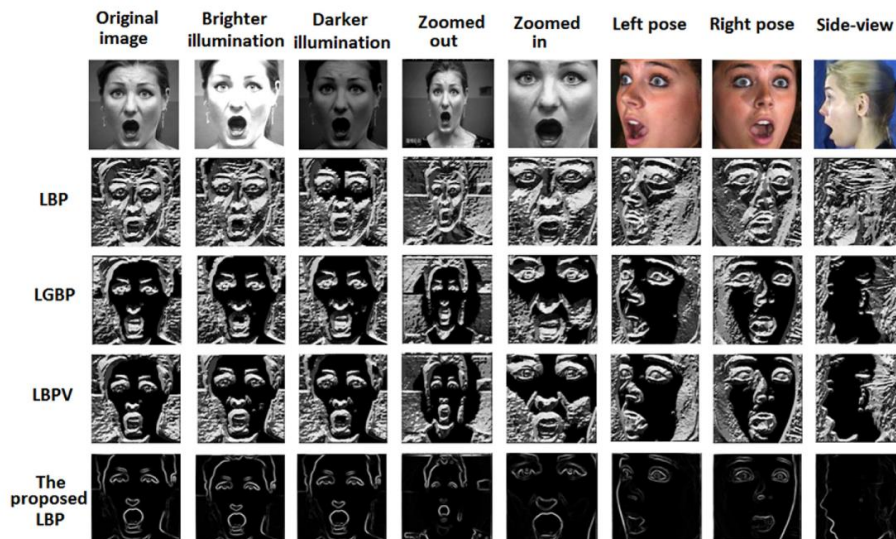 Original image
Brighter illumination
Darker illumination
Zoomed out
Zoomed in
Left pose
Right pose
Side-view
LBP
LGBP
LBPV
The proposed LBP